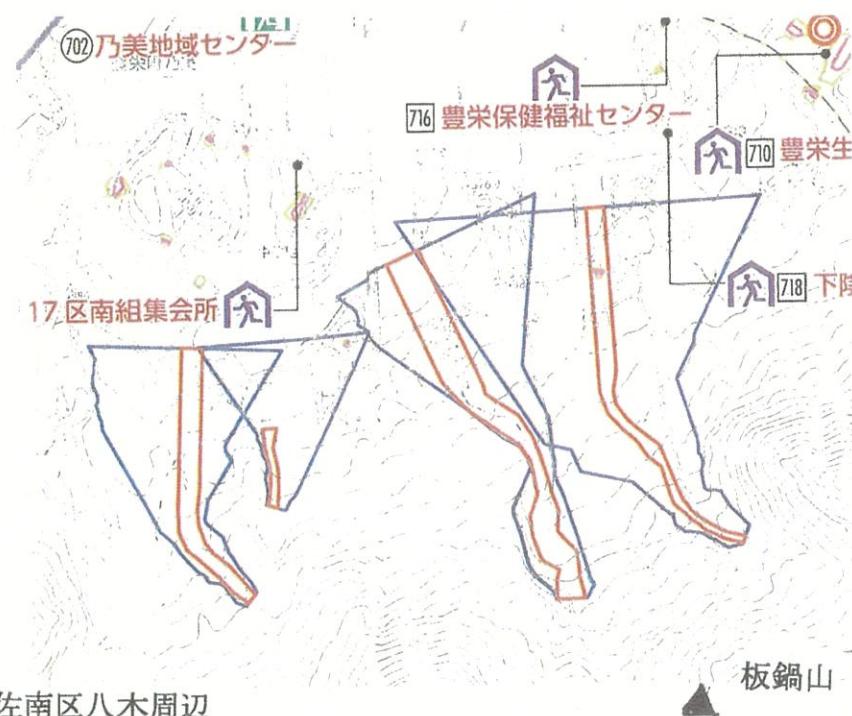 702 乃美地域センター
716 豊栄保健福祉センター
710 豊栄生
17 区南組集会所
718 下陰
板鍋山
佐南区八木周辺